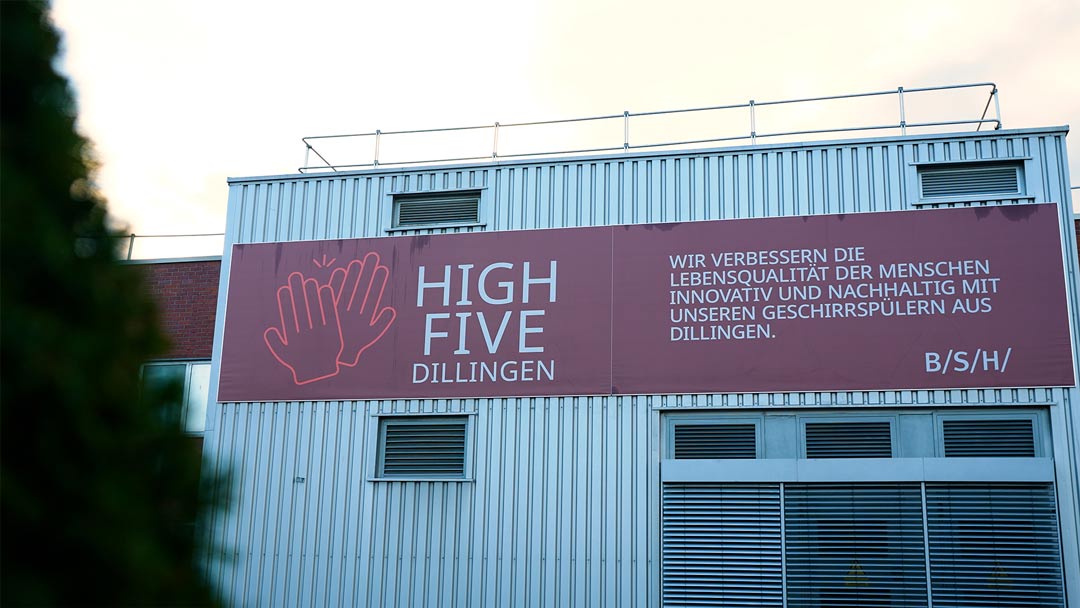 HIGH
FIVE
DILLINGEN
WIR VERBESSERN DIE
LEBENSQUALITÄT DER MENSCHEN
INNOVATIV UND NACHHALTIG MIT
UNSEREN GESCHIRRSPÜLERN AUS
DILLINGEN.
B/S/H/